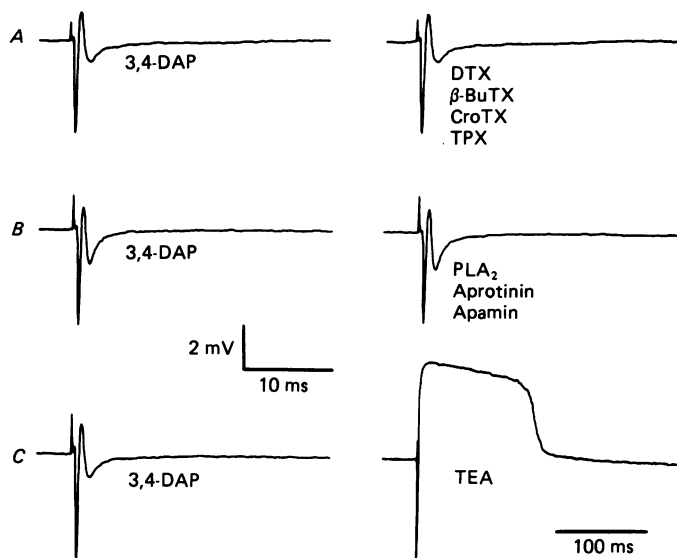 A
3,4-DAP
DTX
β-BuTX
CroTX
TPX
B
3,4-DAP
PLA₂
Aprotinin
Apamin
2 mV
10 ms
C
3,4-DAP
TEA
100 ms